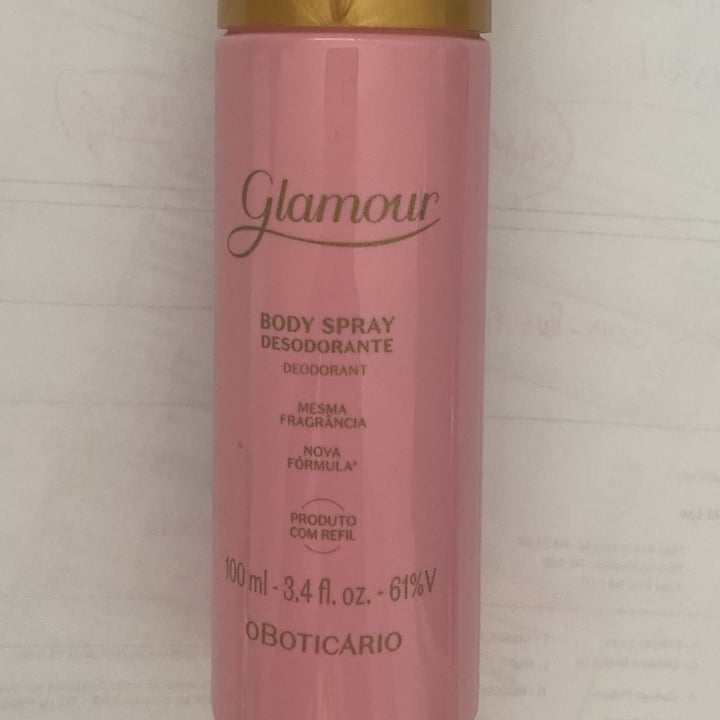 Glamour
BODY SPRAY
DESODORANTE
DEODORANT
MESMA
FRAGRÂNCIA
NOVA
FÓRMULA*
PRODUTO
COM REFIL
100 ml - 3.4 fl. oz. - 61%V
oBOTICÁRIO